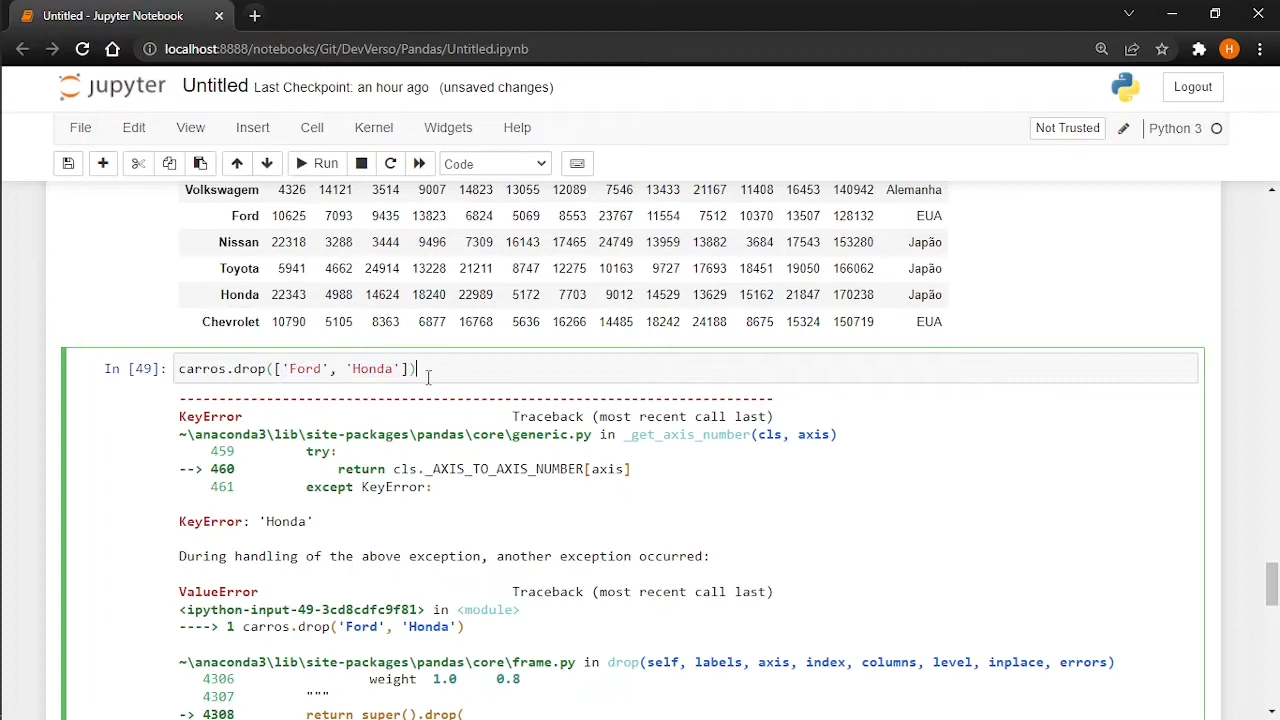 Untitled - Jupyter Notebook
localhost:8888/notebooks/Git/DevVerso/Pandas/Untitled.ipynb
H
jupyter Untitled Last Checkpoint: an hour ago (unsaved changes)
Logout
File Edit View Insert Cell Kernel Widgets Help
Not Trusted
Python 3
Run
Code
Volkswagem 4326 14121 3514 9007 14823 13055 12089 7546 13433 21167 11408 16453 140942 Alemanha
Ford 10625 7093 9435 13823 6824 5069 8553 23767 11554 7512 10370 13507 128132 EUA
Nissan 22318 3288 3444 9496 7309 16143 17465 24749 13959 13882 3684 17543 153280 Japão
Toyota 5941 4662 24914 13228 21211 8747 12275 10163 9727 17693 18451 19050 166062 Japão
Honda 22343 4988 14624 18240 22989 5172 7703 9012 14529 13629 15162 21847 170238 Japão
Chevrolet 10790 5105 8363 6877 16768 5636 16266 14485 18242 24188 8675 15324 150719 EUA
In [49]: carros.drop(['Ford', 'Honda'])
---------------------------------------------------------------------------
KeyError Traceback (most recent call last)
~\anaconda3\lib\site-packages\pandas\core\generic.py in _get_axis_number(cls, axis)
459 try:
--> 460 return cls._AXIS_TO_AXIS_NUMBER[axis]
461 except KeyError:
KeyError: 'Honda'
During handling of the above exception, another exception occurred:
ValueError Traceback (most recent call last)
<ipython-input-49-3cd8cdfc9f81> in <module>
----> 1 carros.drop('Ford', 'Honda')
~\anaconda3\lib\site-packages\pandas\core\frame.py in drop(self, labels, axis, index, columns, level, inplace, errors)
4306 weight 1.0 0.8
4307 """
-> 4308 return super().drop(